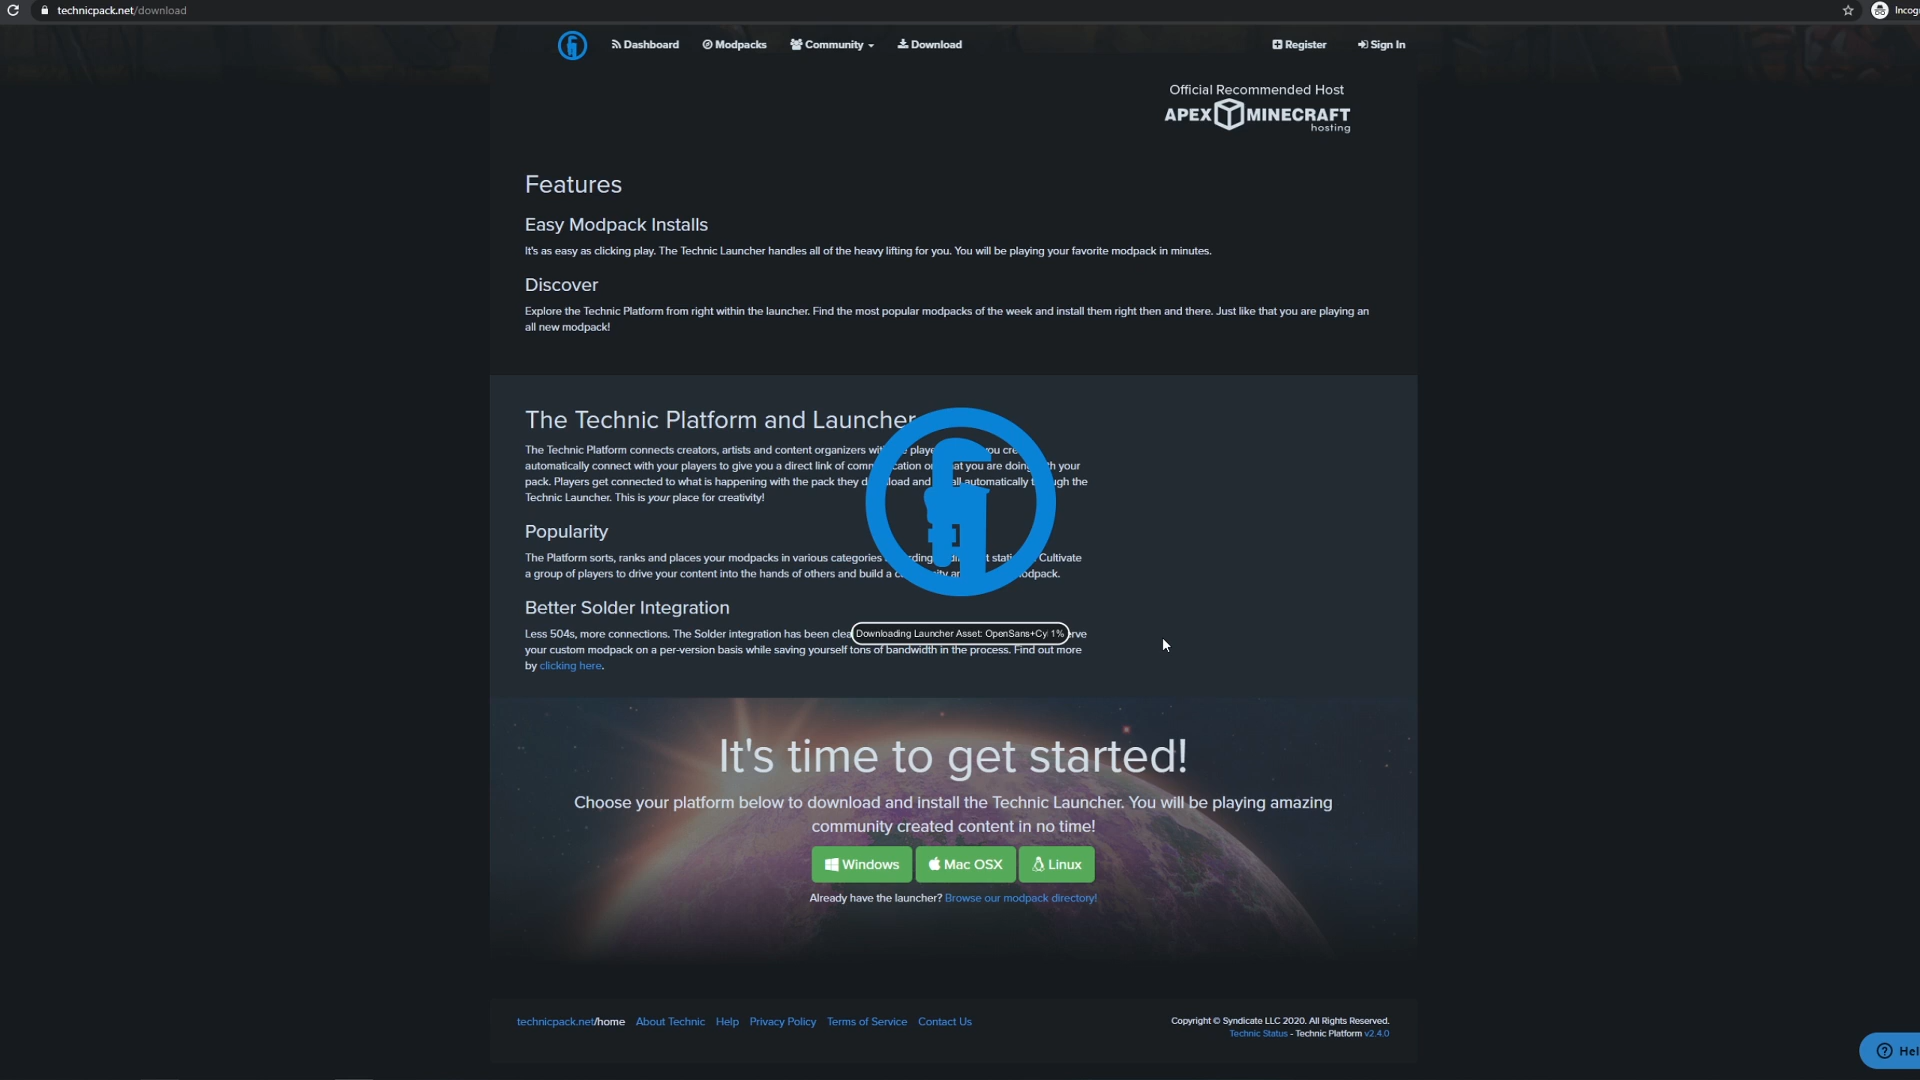 technicpack.net/download
Dashboard
Modpacks
Community
Download
Register
Sign In
Official Recommended Host
APEX MINECRAFT
hosting
Features
Easy Modpack Installs
It's as easy as clicking play. The Technic Launcher handles all of the heavy lifting for you. You will be playing your favorite modpack in minutes.
Discover
Explore the Technic Platform from right within the launcher. Find the most popular modpacks of the week and install them right then and there. Just like that you are playing an
all new modpack!
The Technic Platform and Launcher
The Technic Platform connects creators, artists and content organizers
automatically connect with your players to give you a direct link of you are doing your
pack. Players get connected to what is happening with the pack they and automatically
Technic Launcher. This is your place for creativity!
Popularity
The Platform sorts, ranks and places your modpacks in various categories Cultivate
a group of players to drive your content into the hands of others and build a
Better Solder Integration
Less 504s, more connections. The Solder integration has been
Downloading Launcher Asset: OpenSans+Cy 1%
your custom modpack on a per-version basis while saving yourself tons of bandwidth in the process. Find out more
by clicking here.
It's time to get started!
Choose your platform below to download and install the Technic Launcher. You will be playing amazing
community created content in no time!
Windows
Mac OSX
Linux
Already have the launcher? Browse our modpack directory!
technicpack.net/home About Technic Help Privacy Policy Terms of Service Contact Us
Copyright © Syndicate LLC 2020. All Rights Reserved.
Technic Status - Technic Platform v2.4.0